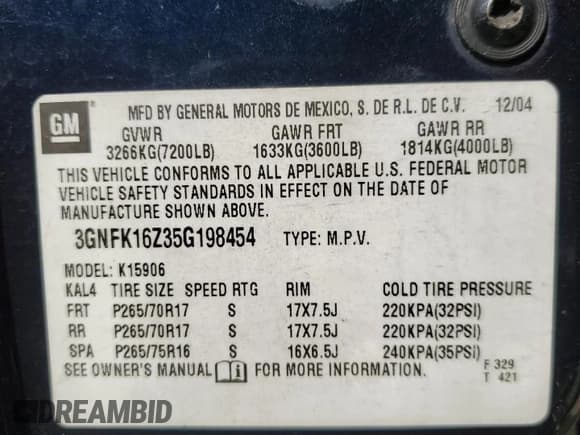 GM
MFD BY GENERAL MOTORS DE MEXICO, S. DE R.L. DE C.V. 12/04
GVWR GAWR FRT GAWR RR
3266KG(7200LB) 1633KG(3600LB) 1814KG(4000LB)
THIS VEHICLE CONFORMS TO ALL APPLICABLE U.S. FEDERAL MOTOR
VEHICLE SAFETY STANDARDS IN EFFECT ON THE DATE OF
MANUFACTURE SHOWN ABOVE.
3GNFK16Z35G198454 TYPE: M.P.V.
MODEL: K15906
KAL4 TIRE SIZE SPEED RTG RIM COLD TIRE PRESSURE
FRT P265/70R17 S 17X7.5J 220KPA(32PSI)
RR P265/70R17 S 17X7.5J 220KPA(32PSI)
SPA P265/75R16 S 16X6.5J 240KPA(35PSI)
SEE OWNER'S MANUAL i FOR MORE INFORMATION. F 329
T 421
DREAMBID